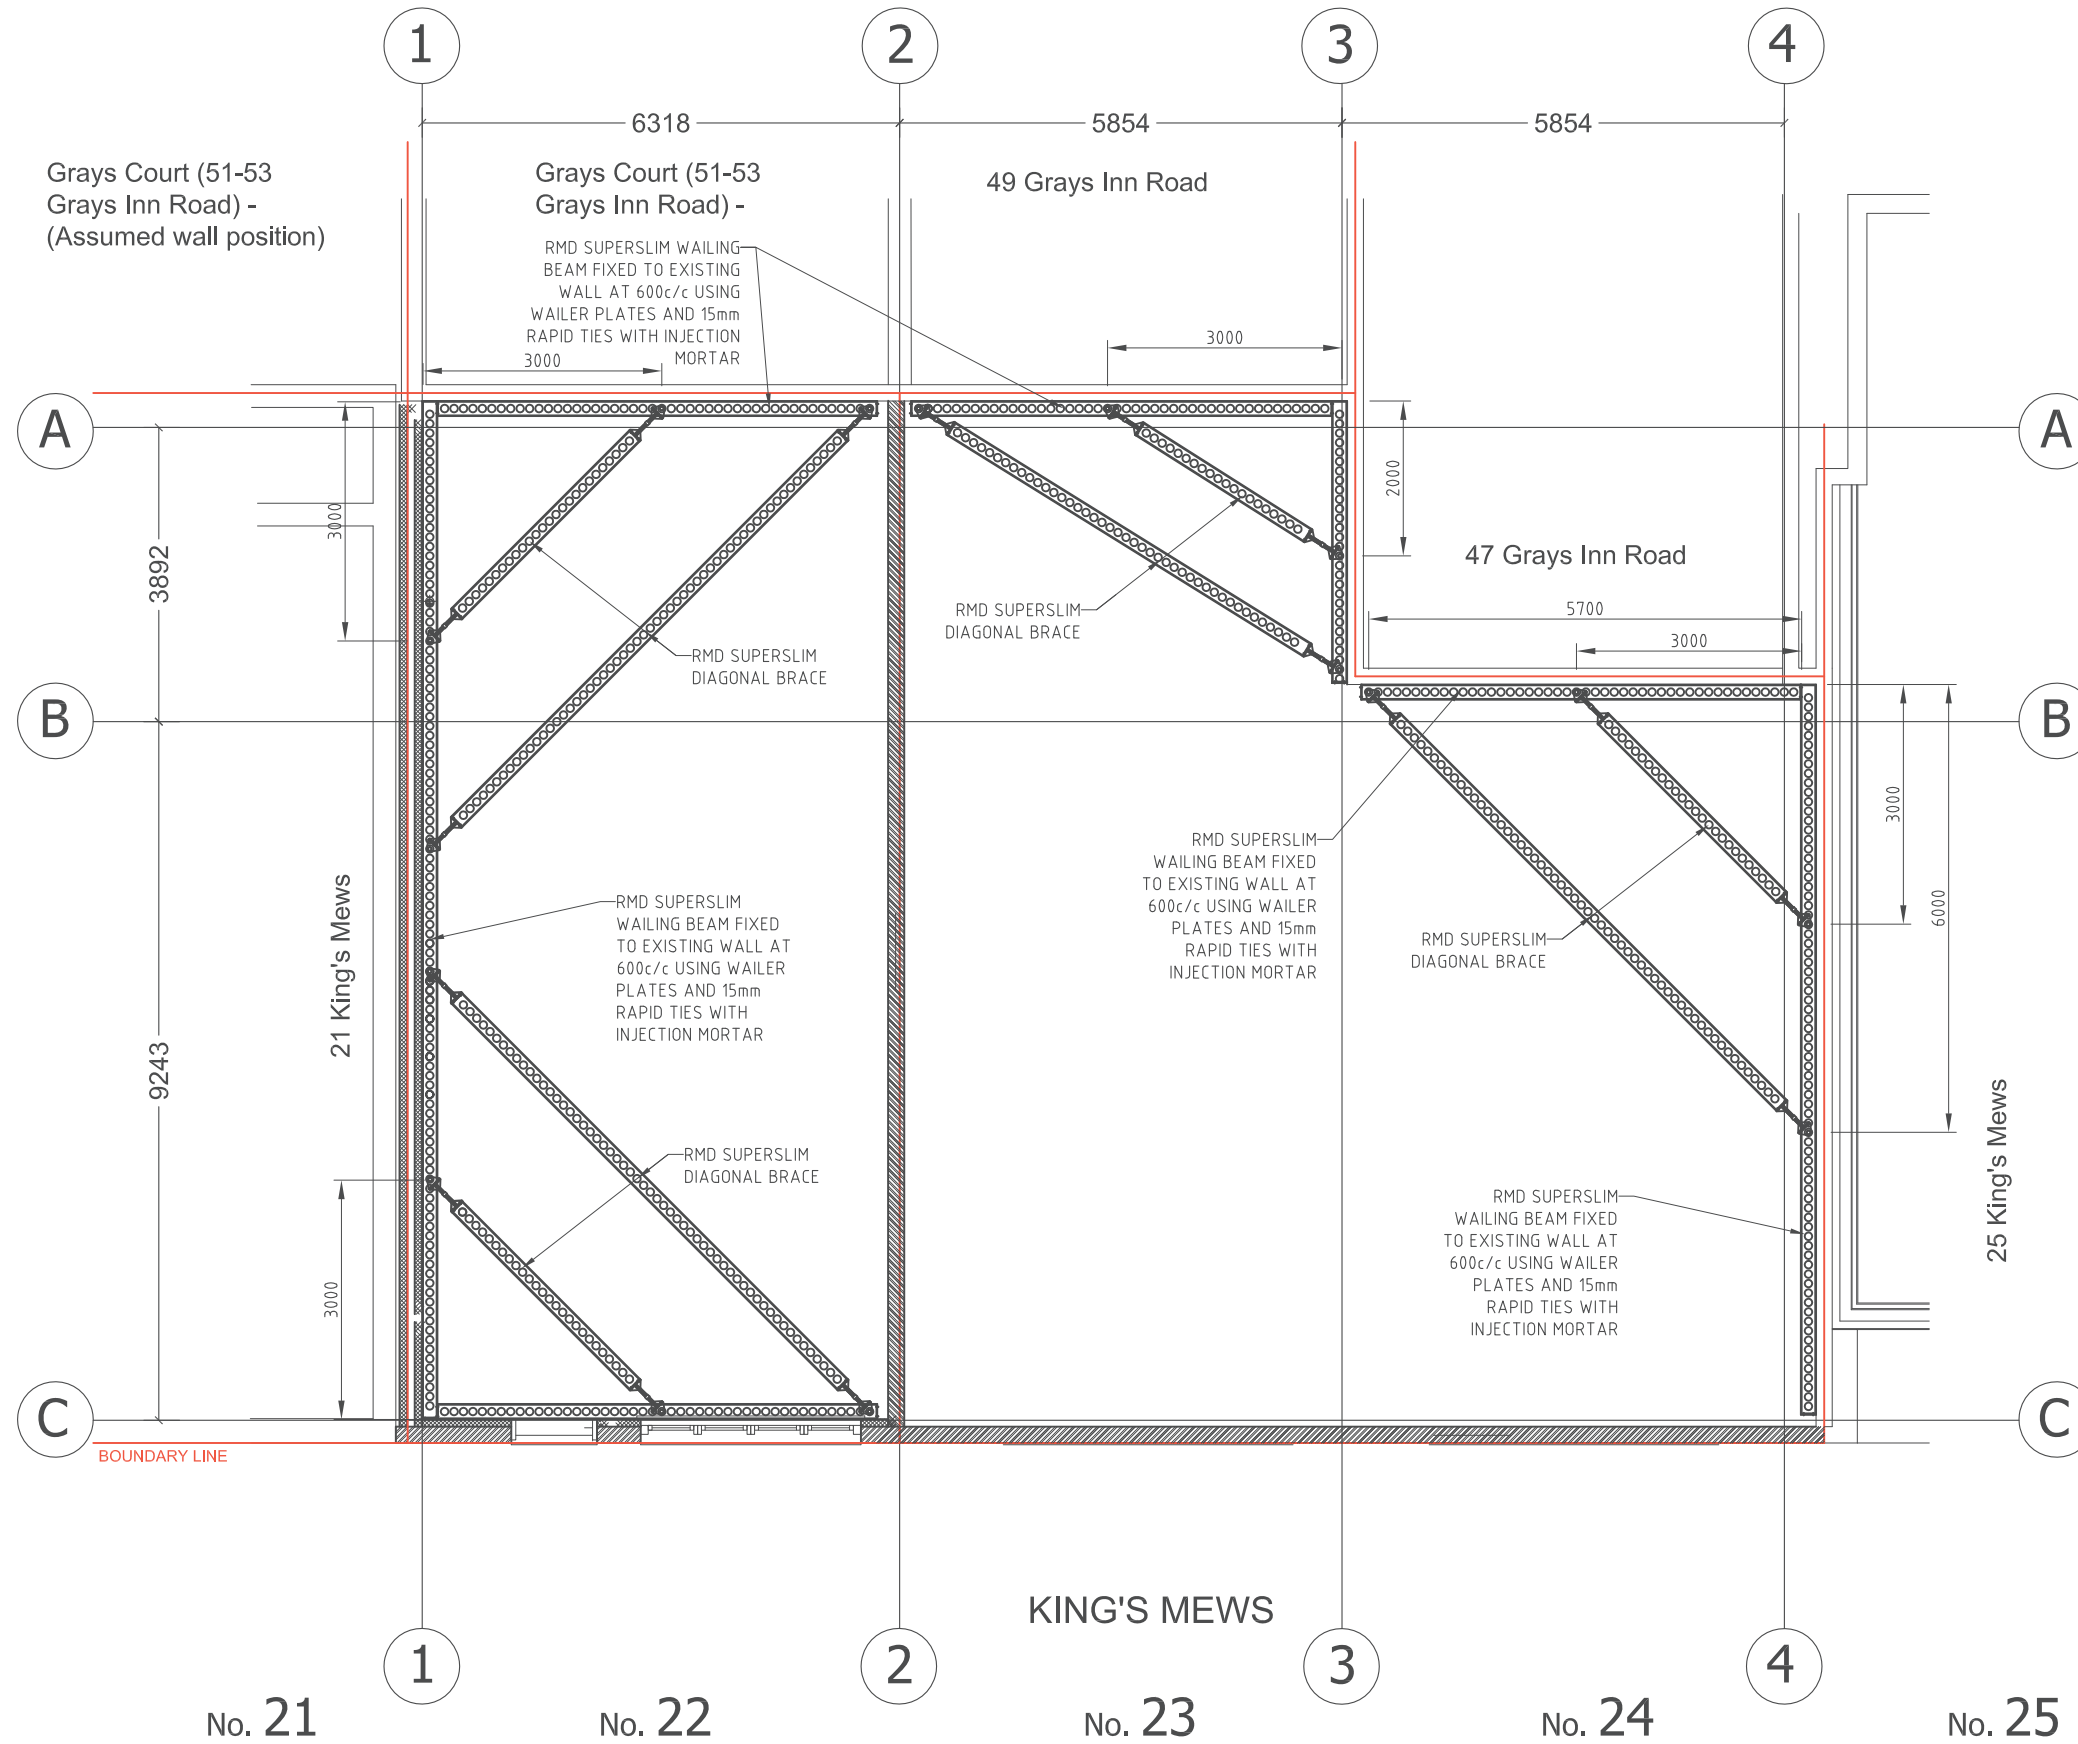 1
2
3
4
6318
5854
5854
Grays Court (51-53
Grays Inn Road) -
(Assumed wall position)
Grays Court (51-53
Grays Inn Road) -
49 Grays Inn Road
RMD SUPERSLIM WAILING
BEAM FIXED TO EXISTING
WALL AT 600c/c USING
WAILER PLATES AND 15mm
RAPID TIES WITH INJECTION
MORTAR
3000
3000
A
A
3000
2000
3892
47 Grays Inn Road
5700
3000
RMD SUPERSLIM
DIAGONAL BRACE
RMD SUPERSLIM
DIAGONAL BRACE
B
B
3000
6000
RMD SUPERSLIM
WAILING BEAM FIXED
TO EXISTING WALL AT
600c/c USING WAILER
PLATES AND 15mm
RAPID TIES WITH
INJECTION MORTAR
RMD SUPERSLIM
WAILING BEAM FIXED
TO EXISTING WALL AT
600c/c USING WAILER
PLATES AND 15mm
RAPID TIES WITH
INJECTION MORTAR
RMD SUPERSLIM
DIAGONAL BRACE
21 King's Mews
9243
RMD SUPERSLIM
DIAGONAL BRACE
25 King's Mews
RMD SUPERSLIM
WAILING BEAM FIXED
TO EXISTING WALL AT
600c/c USING WAILER
PLATES AND 15mm
RAPID TIES WITH
INJECTION MORTAR
3000
C
C
BOUNDARY LINE
KING'S MEWS
1
2
3
4
No. 21
No. 22
No. 23
No. 24
No. 25